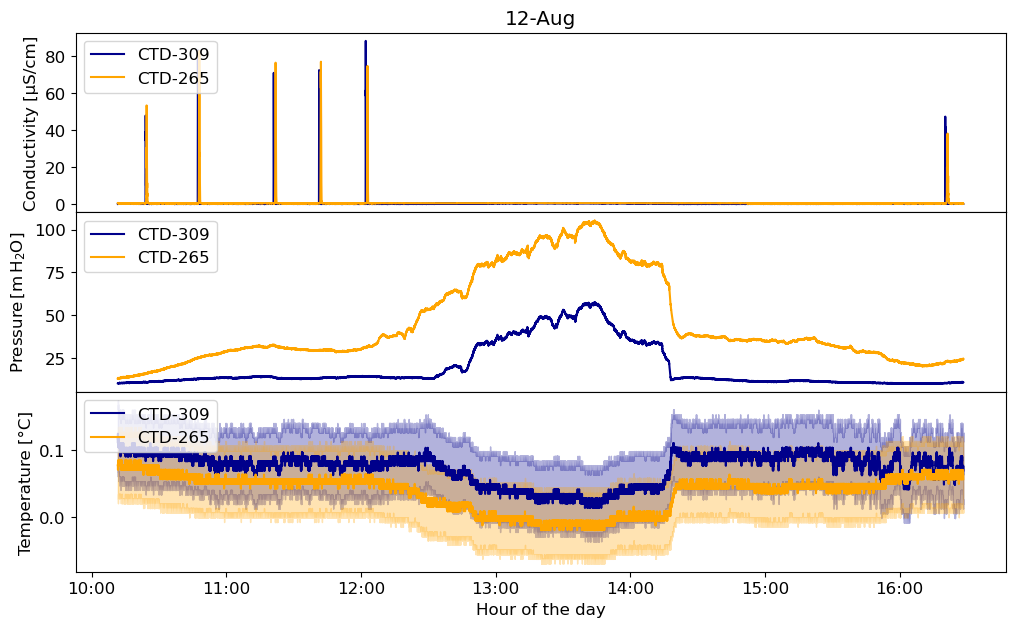 12-Aug
Conductivity [µS/cm]
80
60
40
20
0
CTD-309
CTD-265
Pressure [m H₂O]
100
75
50
25
CTD-309
CTD-265
Temperature [°C]
0.1
0.0
CTD-309
CTD-265
10:00 11:00 12:00 13:00 14:00 15:00 16:00
Hour of the day